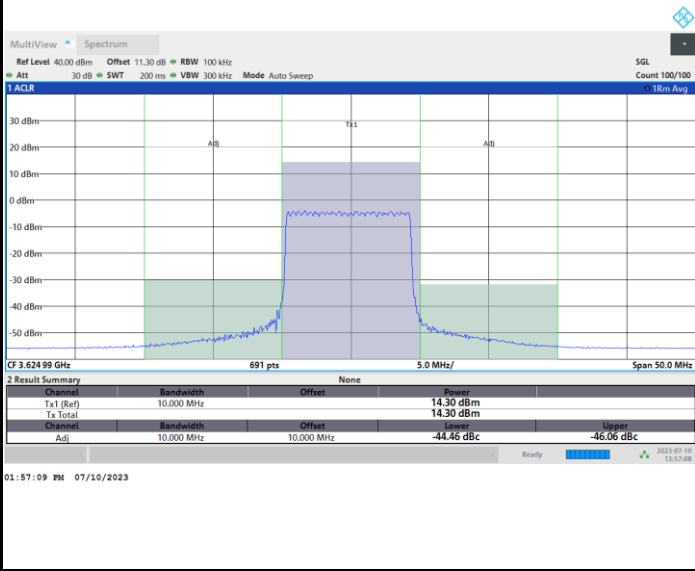 MultiView Spectrum
Ref Level 40.00 dBm Offset 11.30 dB RBW 100 kHz SGL
Att 30 dB SWT 200 ms VBW 300 kHz Mode Auto Sweep Count 100/100
1 ACLR 1Rm Avg
30 dBm
Tx1
20 dBm
Adj Adj
10 dBm
0 dBm
-10 dBm
-20 dBm
-30 dBm
-40 dBm
-50 dBm
CF 3.624 99 GHz 691 pts 5.0 MHz/ Span 50.0 MHz
2 Result Summary None
Channel Bandwidth Offset Power
Tx1 (Ref) 10.000 MHz 14.30 dBm
Tx Total 14.30 dBm
Channel Bandwidth Offset Lower Upper
Adj 10.000 MHz 10.000 MHz -44.46 dBc -46.06 dBc
Ready 2023-07-10
13:57:08
01:57:09 PM 07/10/2023